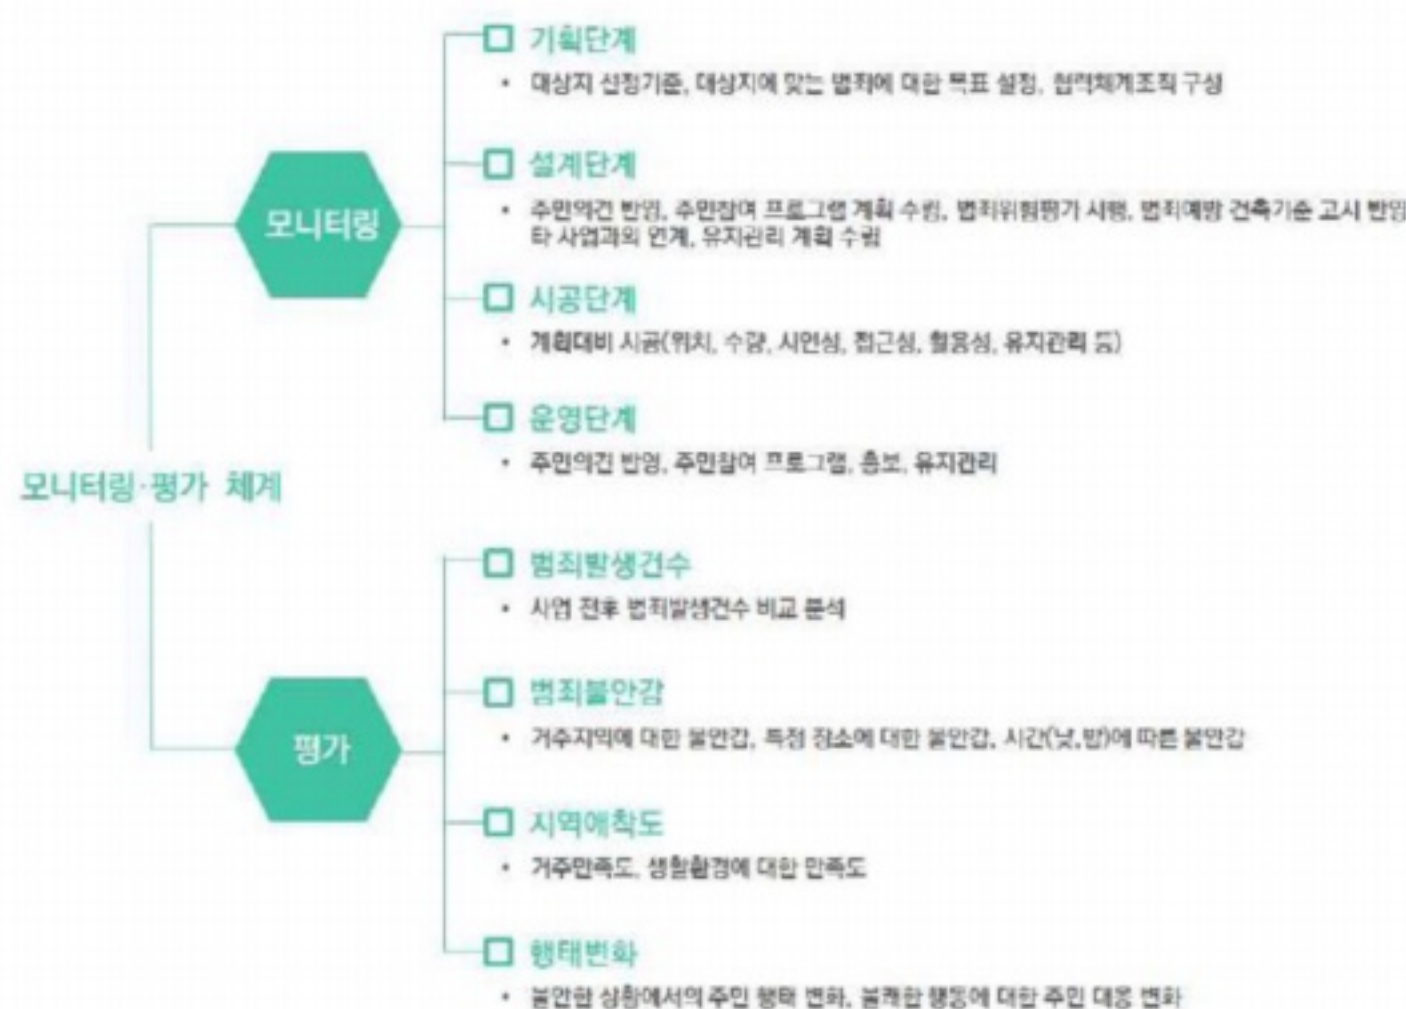 기획단계
• 대상지 선정기준, 대상지에 맞는 범죄에 대한 목표 설정, 협력체계조직 구성
설계단계
• 주민의견 반영, 주민참여 프로그램 계획 수립, 범죄위험평가 시행, 범죄예방 건축기준 고시 반영
타 사업과의 연계, 유지관리 계획 수립
모니터링
시공단계
• 계획대비 시공(위치, 수량, 시인성, 접근성, 활용성, 유지관리 등)
운영단계
• 주민의견 반영, 주민참여 프로그램, 홍보, 유지관리
모니터링·평가 체계
범죄발생건수
• 사업 전후 범죄발생건수 비교 분석
범죄불안감
• 거주지역에 대한 불안감, 특정 장소에 대한 불안감, 시간(낮,밤)에 따른 불안감
평가
지역애착도
• 거주만족도, 생활환경에 대한 만족도
행태변화
• 불안한 상황에서의 주민 행태 변화, 불쾌한 행동에 대한 주민 대응 변화